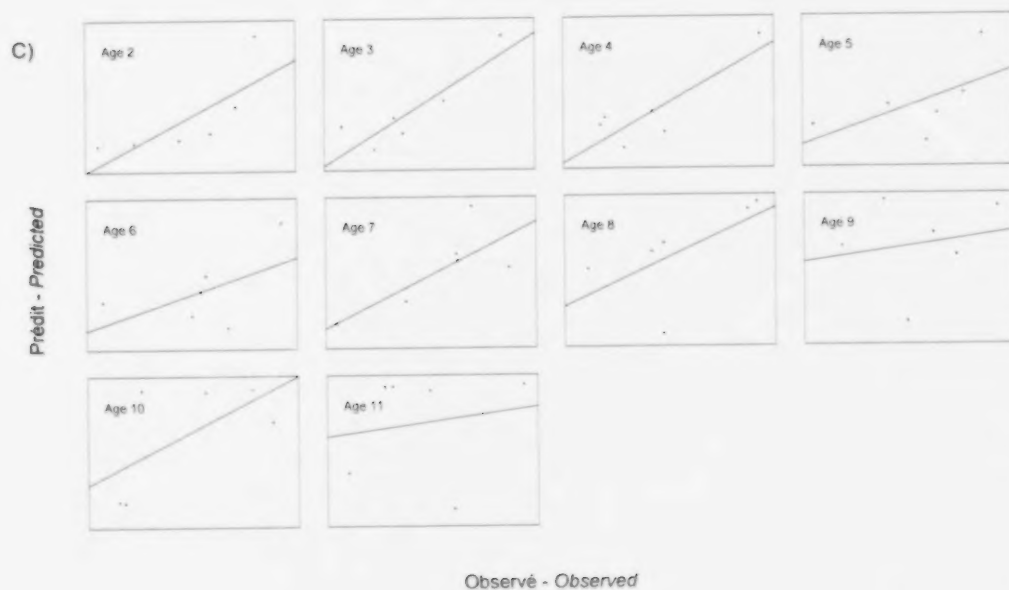 C)
Age 2
Age 3
Age 4
Age 5
Age 6
Age 7
Age 8
Age 9
Age 10
Age 11
Prédit - Predicted
Observé - Observed